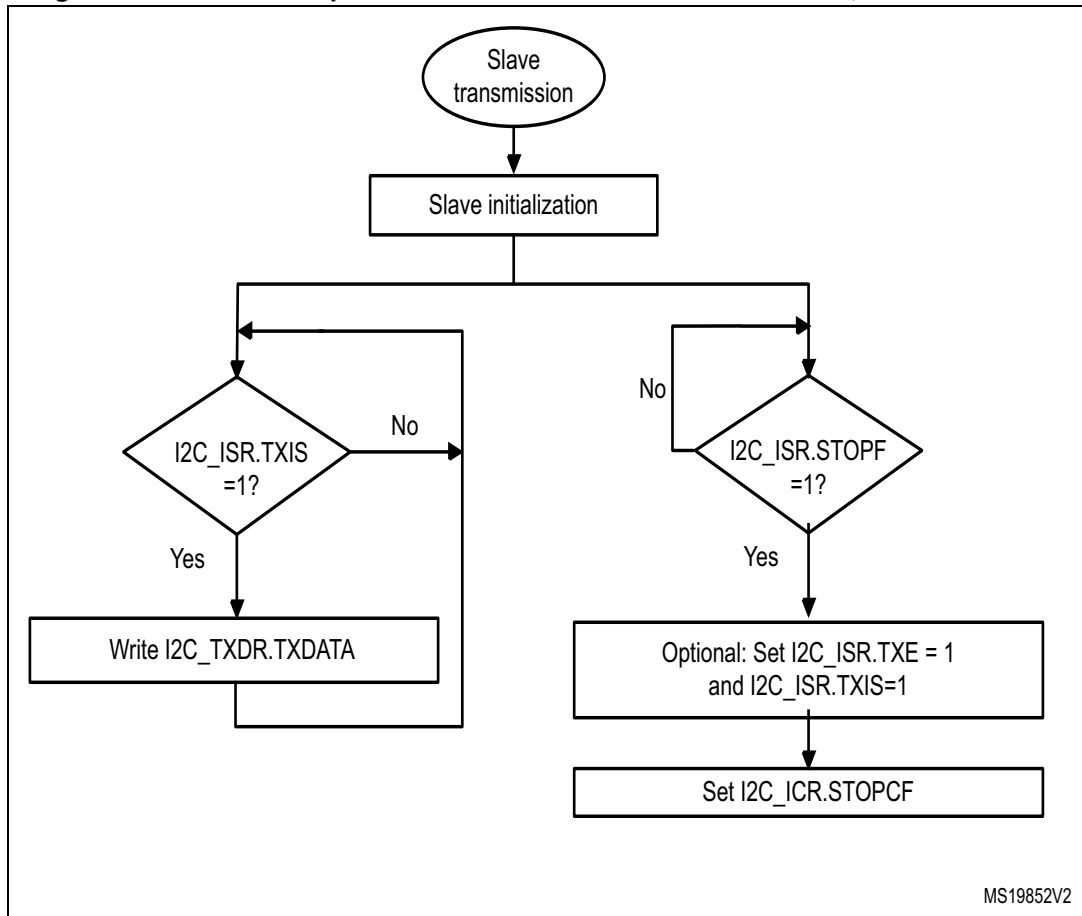 Slave
transmission
Slave initialization
No
No
I2C_ISR.TXIS
=1?
I2C_ISR.STOPF
=1?
Yes
Yes
Write I2C_TXDR.TXDATA
Optional: Set I2C_ISR.TXE = 1
and I2C_ISR.TXIS=1
Set I2C_ICR.STOPCF
MS19852V2